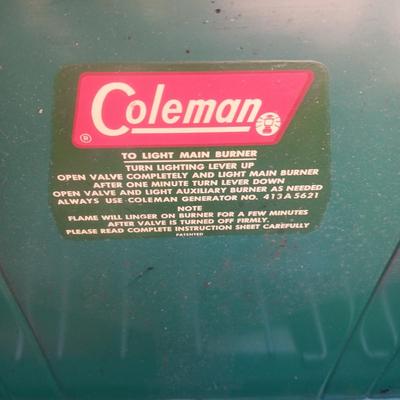 Coleman
®
TO LIGHT MAIN BURNER
TURN LIGHTING LEVER UP
OPEN VALVE COMPLETELY AND LIGHT MAIN BURNER
AFTER ONE MINUTE TURN LEVER DOWN
OPEN VALVE AND LIGHT AUXILIARY BURNER AS NEEDED
ALWAYS USE COLEMAN GENERATOR NO. 413A5621
NOTE
FLAME WILL LINGER ON BURNER FOR A FEW MINUTES
AFTER VALVE IS TURNED OFF FIRMLY.
PLEASE READ COMPLETE INSTRUCTION SHEET CAREFULLY
PATENTED